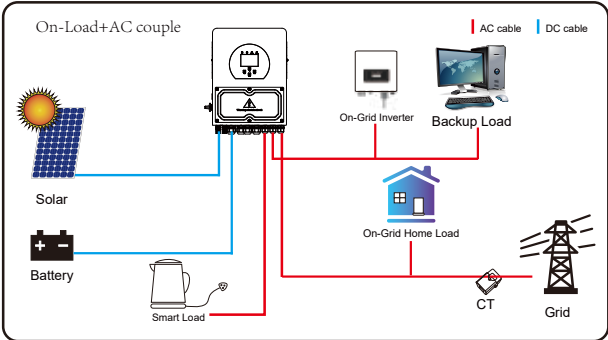 On-Load+AC couple
AC cable
DC cable
On-Grid Inverter
Backup Load
Solar
On-Grid Home Load
Battery
Smart Load
CT
Grid